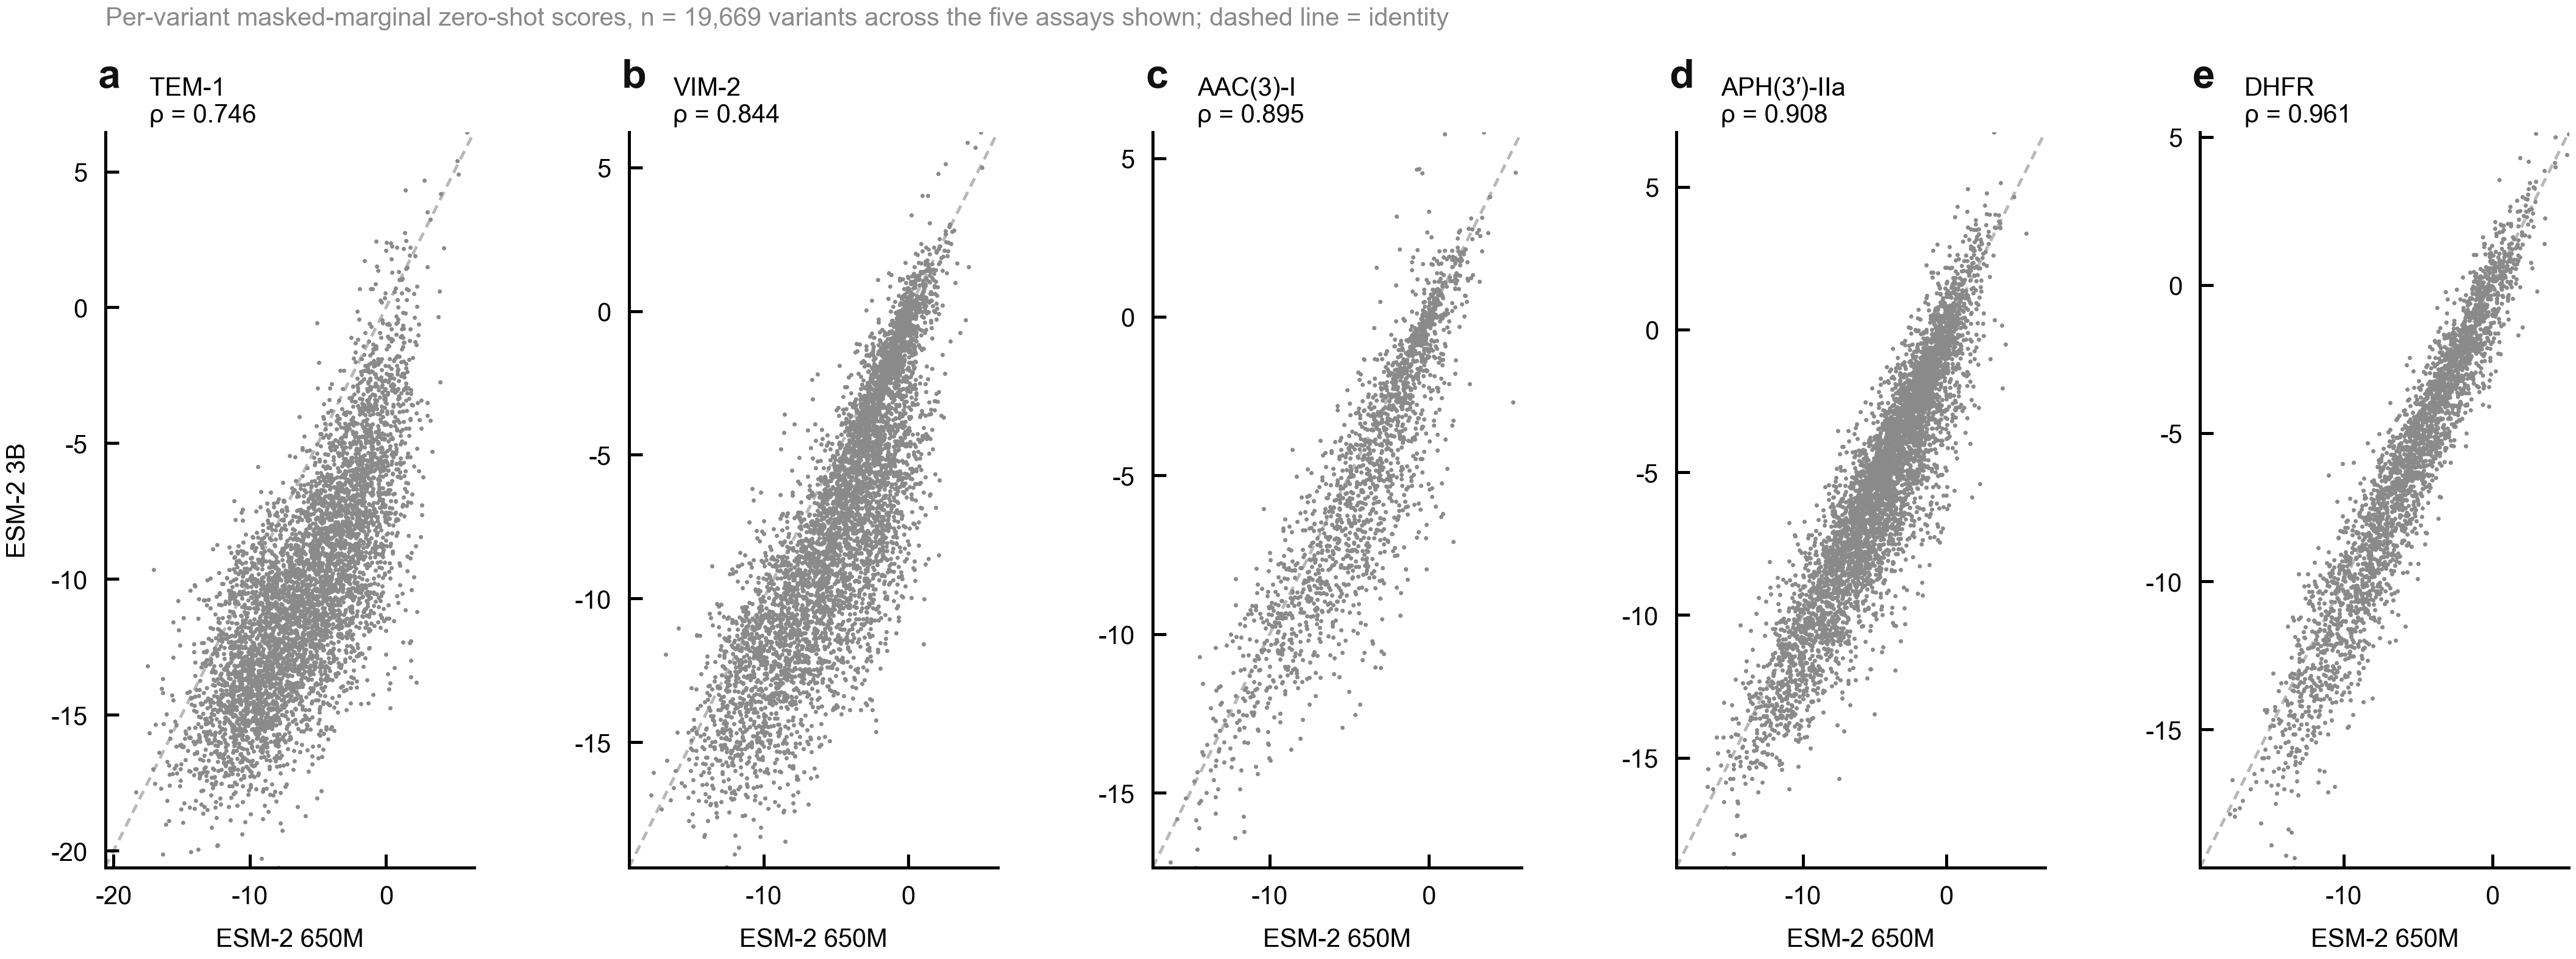 Per-variant masked-marginal zero-shot scores, n = 19,669 variants across the five assays shown; dashed line = identity
a TEM-1
ρ = 0.746
b VIM-2
ρ = 0.844
c AAC(3)-I
ρ = 0.895
d APH(3′)-IIa
ρ = 0.908
e DHFR
ρ = 0.961
ESM-2 3B
5
0
-5
-10
-15
-20
-20 -10 0
ESM-2 650M
5
0
-5
-10
-15
-10 0
ESM-2 650M
5
0
-5
-10
-15
-10 0
ESM-2 650M
5
0
-5
-10
-15
-10 0
ESM-2 650M
5
0
-5
-10
-15
-10 0
ESM-2 650M